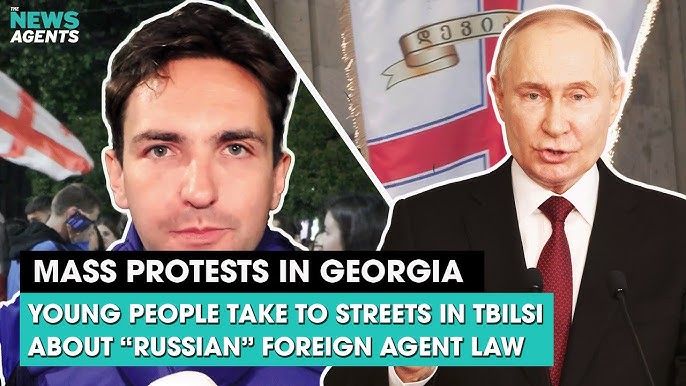 THE
NEWS
AGENTS
ᲓᲔᲕᲘᲗ
MASS PROTESTS IN GEORGIA
YOUNG PEOPLE TAKE TO STREETS IN TBILSI
ABOUT “RUSSIAN” FOREIGN AGENT LAW